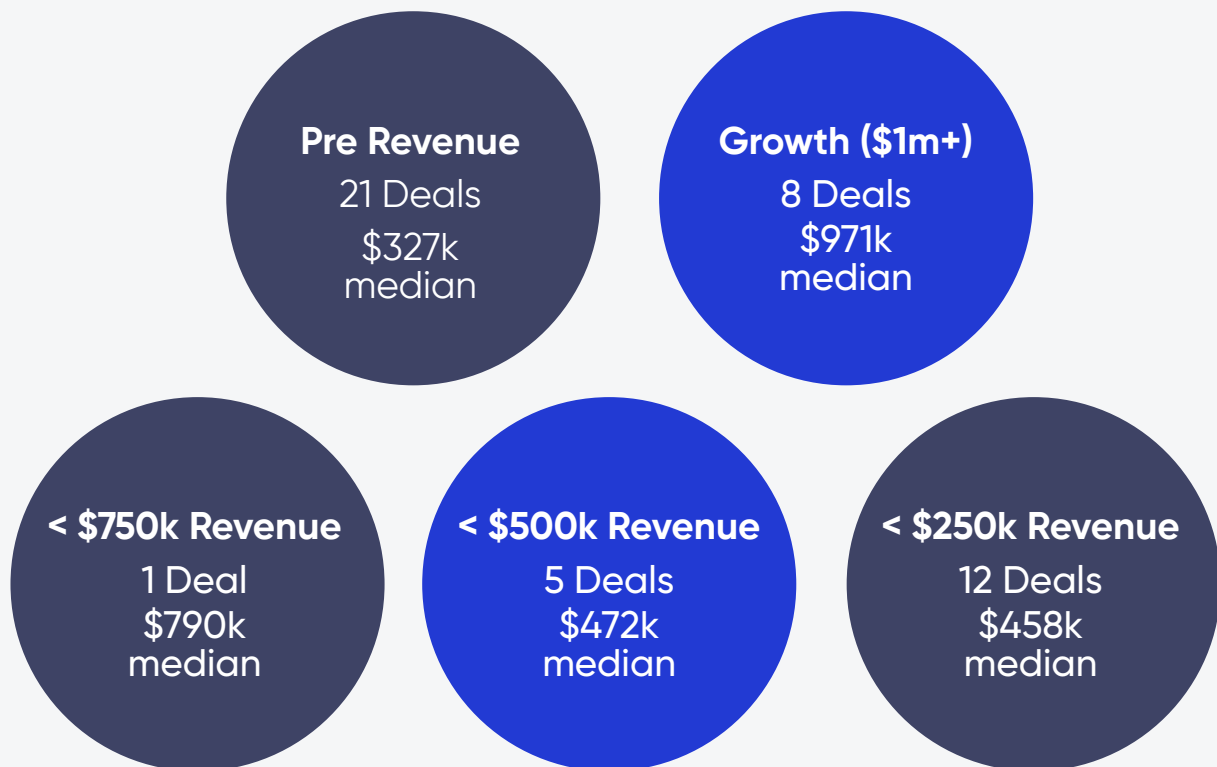 Pre Revenue
21 Deals
$327k
median
Growth ($1m+)
8 Deals
$971k
median
< $750k Revenue
1 Deal
$790k
median
< $500k Revenue
5 Deals
$472k
median
< $250k Revenue
12 Deals
$458k
median